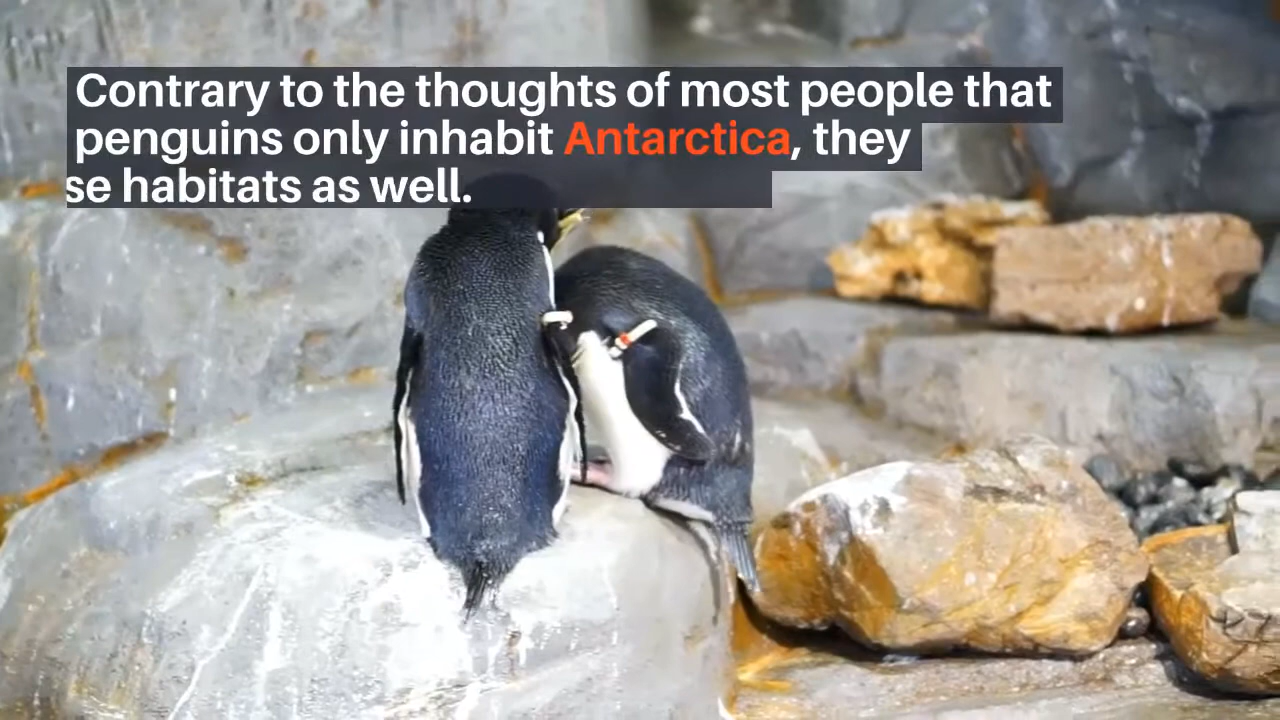 Contrary to the thoughts of most people that
penguins only inhabit Antarctica, they
se habitats as well.